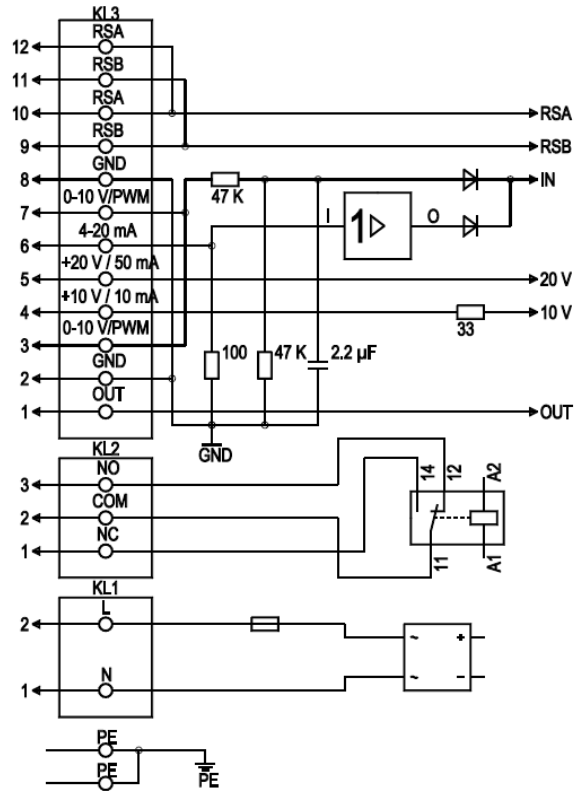 KL3
RSA
12
RSB
11
RSA
10
RSA
RSB
9
RSB
GND
8
IN
0-10 V/PWM
47 K
7
I
1
O
4-20 mA
6
+20 V / 50 mA
5
20 V
+10 V / 10 mA
4
10 V
33
0-10 V/PWM
3
100
47 K
2.2 µF
GND
2
OUT
1
OUT
GND
KL2
NO
3
14
12
A2
COM
2
NC
1
11
A1
KL1
L
2
~
+
N
1
~
−
PE
PE
PE